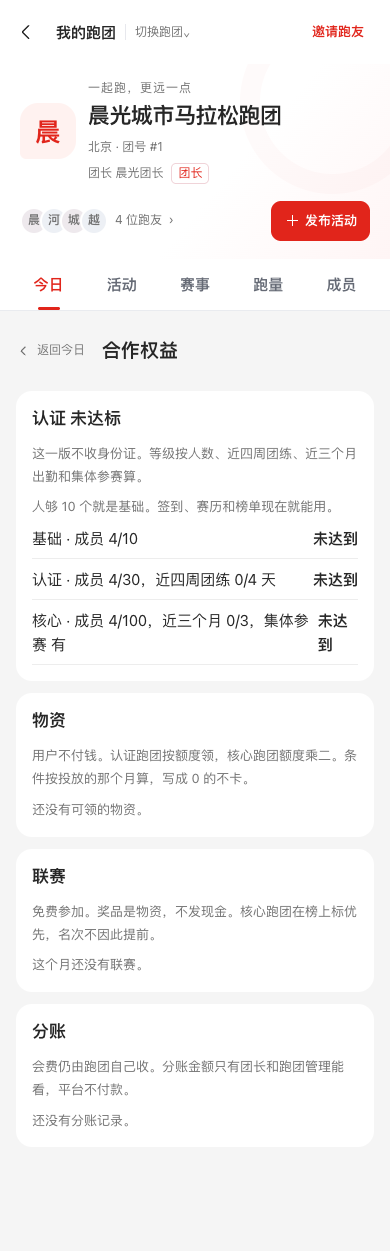 我的跑团 切换跑团 邀请跑友
一起跑，更远一点
晨
晨光城市马拉松跑团
北京 · 团号 #1
团长 晨光团长 团长
晨 河 城 越 4 位跑友 ›
+ 发布活动
今日 活动 赛事 跑量 成员
‹ 返回今日 合作权益
认证 未达标
这一版不收身份证。等级按人数、近四周团练、近三个月
出勤和集体参赛算。
人够 10 个就是基础。签到、赛历和榜单现在就能用。
基础 · 成员 4/10 未达到
认证 · 成员 4/30，近四周团练 0/4 天 未达到
核心 · 成员 4/100，近三个月 0/3，集体参 未达
赛 有 到
物资
用户不付钱。认证跑团按额度领，核心跑团额度乘二。条
件按投放的那个月算，写成 0 的不卡。
还没有可领的物资。
联赛
免费参加。奖品是物资，不发现金。核心跑团在榜上标优
先，名次不因此提前。
这个月还没有联赛。
分账
会费仍由跑团自己收。分账金额只有团长和跑团管理能
看，平台不付款。
还没有分账记录。